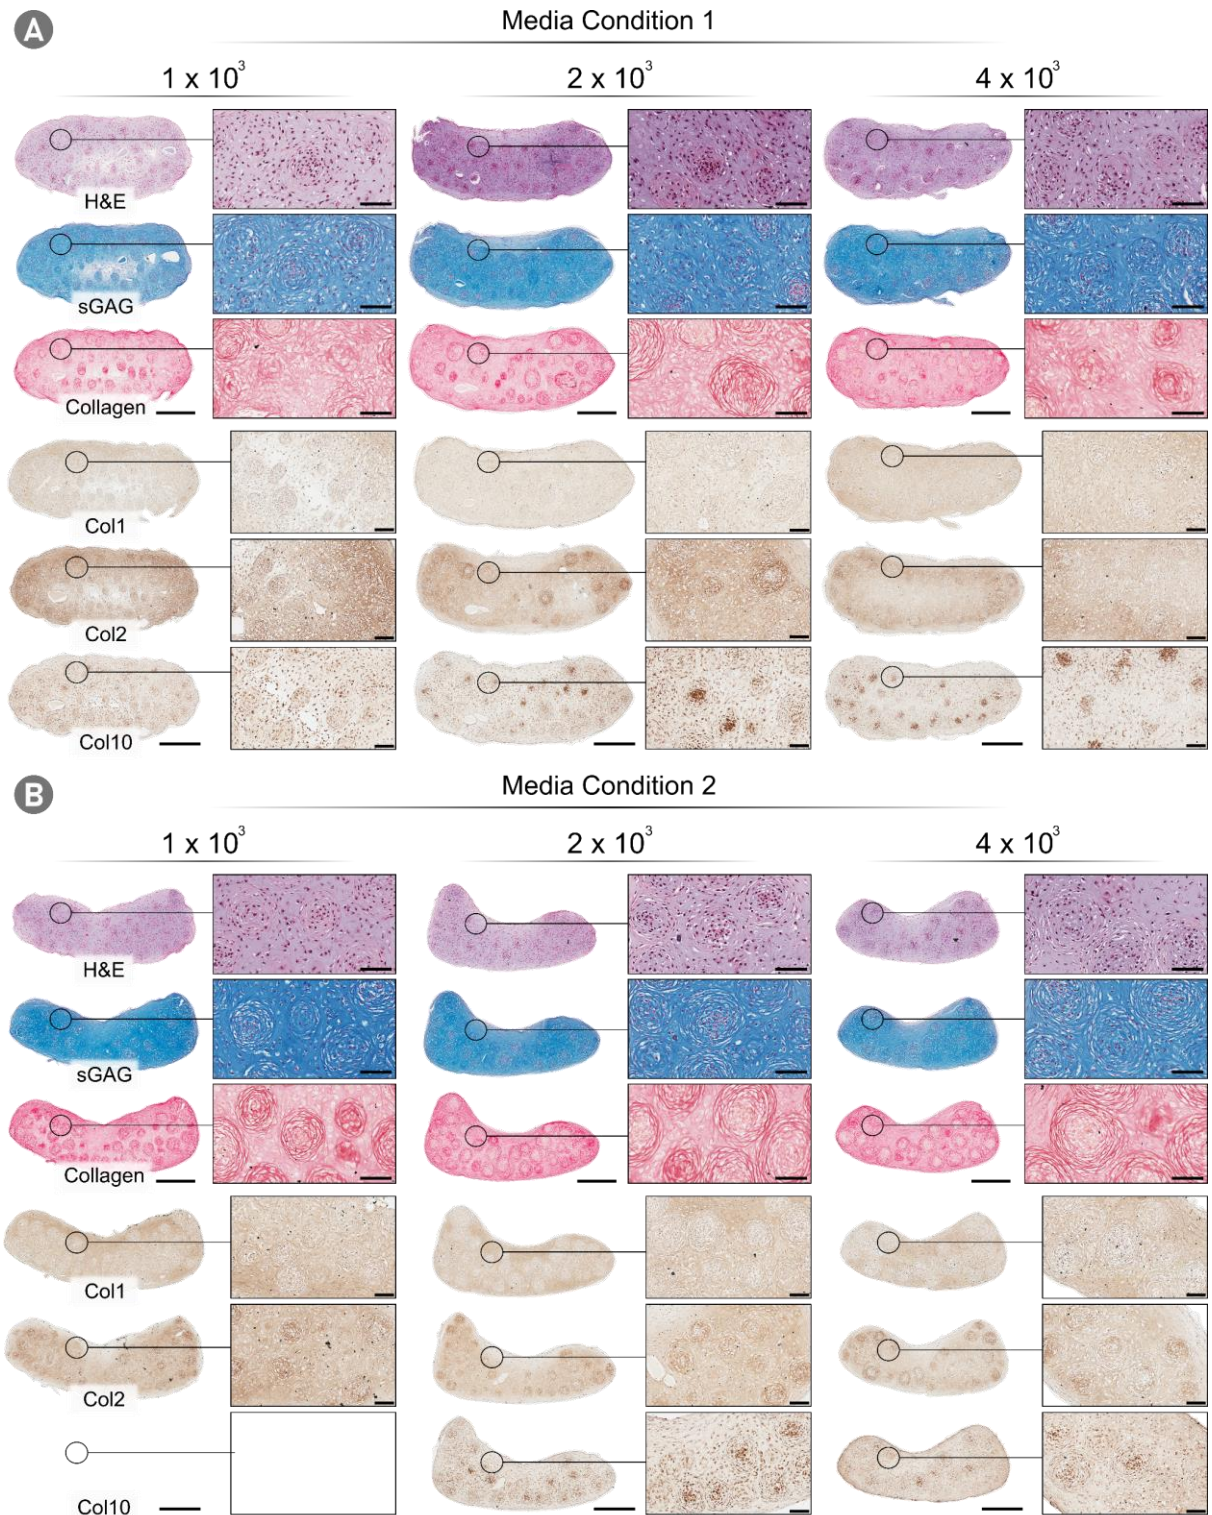 A
Media Condition 1
1 x 10³ 2 x 10³ 4 x 10³
H&E
sGAG
Collagen
Col1
Col2
Col10
B
Media Condition 2
1 x 10³ 2 x 10³ 4 x 10³
H&E
sGAG
Collagen
Col1
Col2
Col10